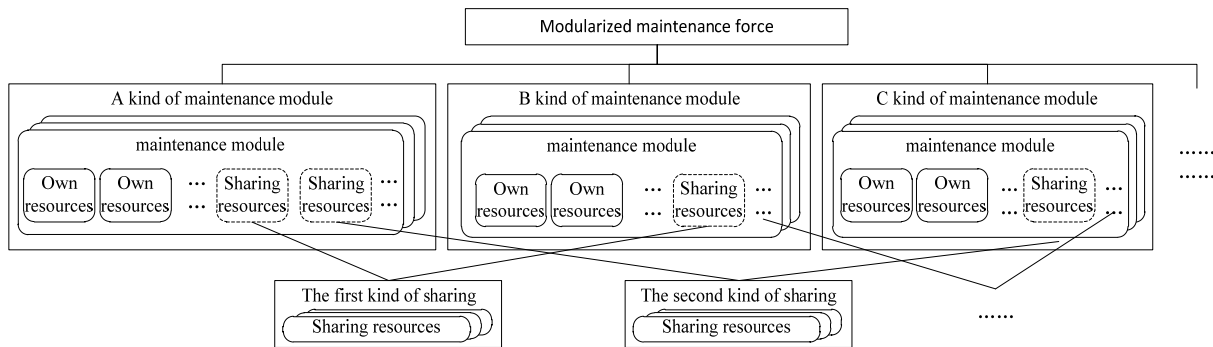 Modularized maintenance force
A kind of maintenance module
maintenance module
Own
resources
Own
resources
...
...
Sharing
resources
Sharing
resources
...
...
B kind of maintenance module
maintenance module
Own
resources
Own
resources
...
...
Sharing
resources
...
...
C kind of maintenance module
maintenance module
Own
resources
Own
resources
...
...
Sharing
resources
...
...
......
......
The first kind of sharing
Sharing resources
The second kind of sharing
Sharing resources
......